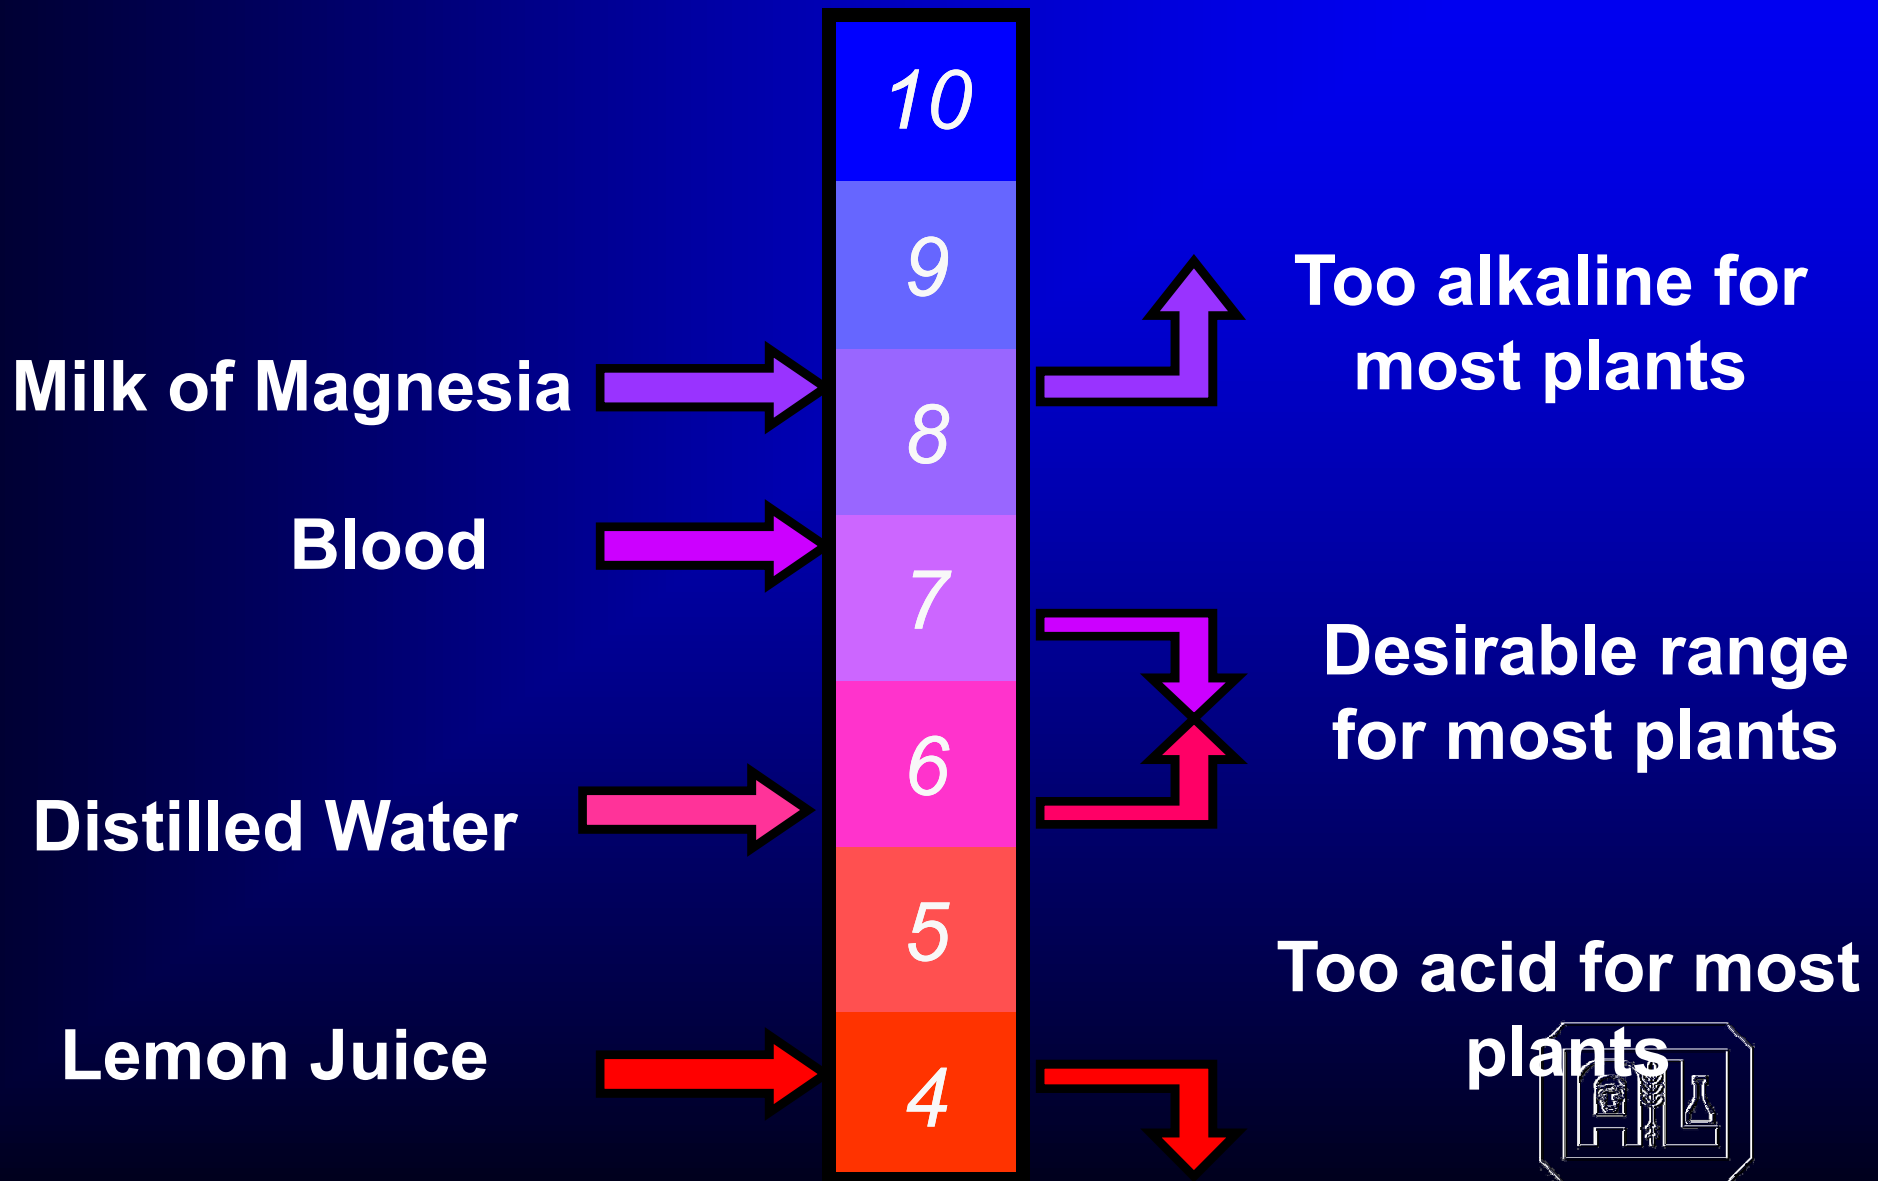 10
9
Too alkaline for
most plants
Milk of Magnesia
8
Blood
7
Desirable range
for most plants
6
Distilled Water
5
Too acid for most
plants
Lemon Juice
4
AL